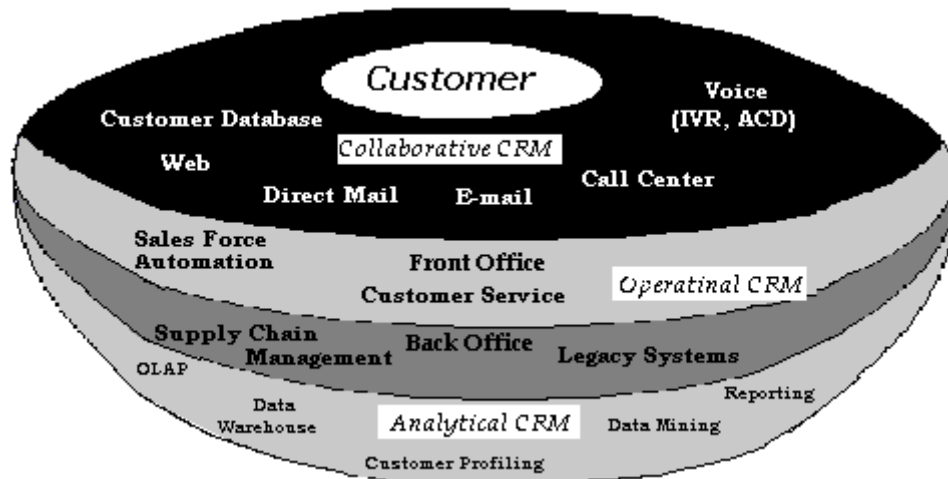 Customer
Voice
(IVR, ACD)
Customer Database
Collaborative CRM
Web
Call Center
Direct Mail
E-mail
Sales Force
Automation
Front Office
Operatinal CRM
Customer Service
Supply Chain
Management
Back Office
Legacy Systems
OLAP
Reporting
Data
Warehouse
Analytical CRM
Data Mining
Customer Profiling